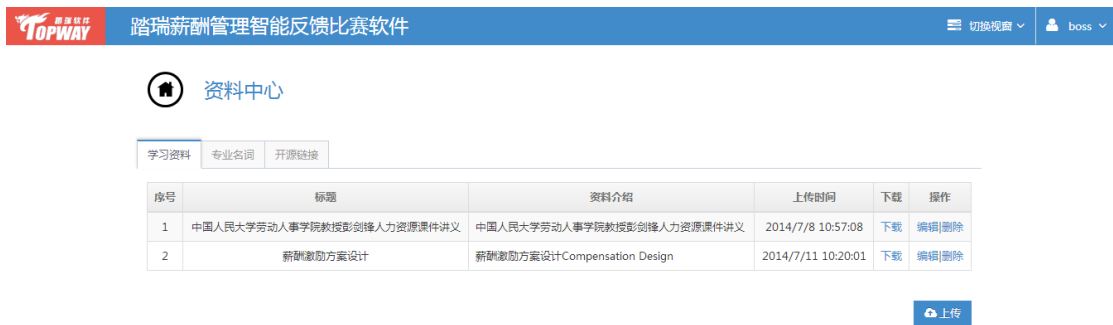 踏瑞软件
TOPWAY
踏瑞薪酬管理智能反馈比赛软件
切换视窗
boss
资料中心
学习资料 专业名词 开源链接
序号 标题 资料介绍 上传时间 下载 操作
1 中国人民大学劳动人事学院教授彭剑锋人力资源课件讲义 中国人民大学劳动人事学院教授彭剑锋人力资源课件讲义 2014/7/8 10:57:08 下载 编辑|删除
2 薪酬激励方案设计 薪酬激励方案设计Compensation Design 2014/7/11 10:20:01 下载 编辑|删除
上传